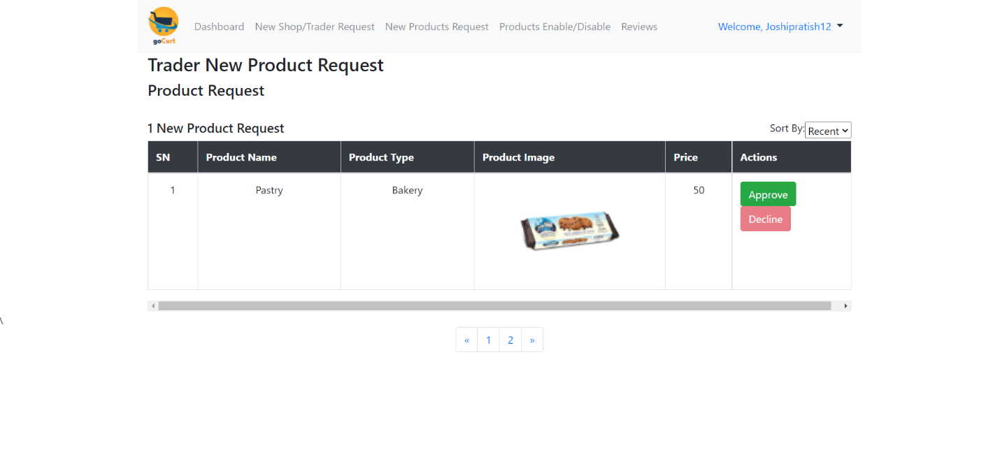 goCart
Dashboard New Shop/Trader Request New Products Request Products Enable/Disable Reviews Welcome, Joshipratish12
Trader New Product Request
Product Request
1 New Product Request Sort By: Recent
SN Product Name Product Type Product Image Price Actions
1 Pastry Bakery 50 Approve
Decline
\
« 1 2 »